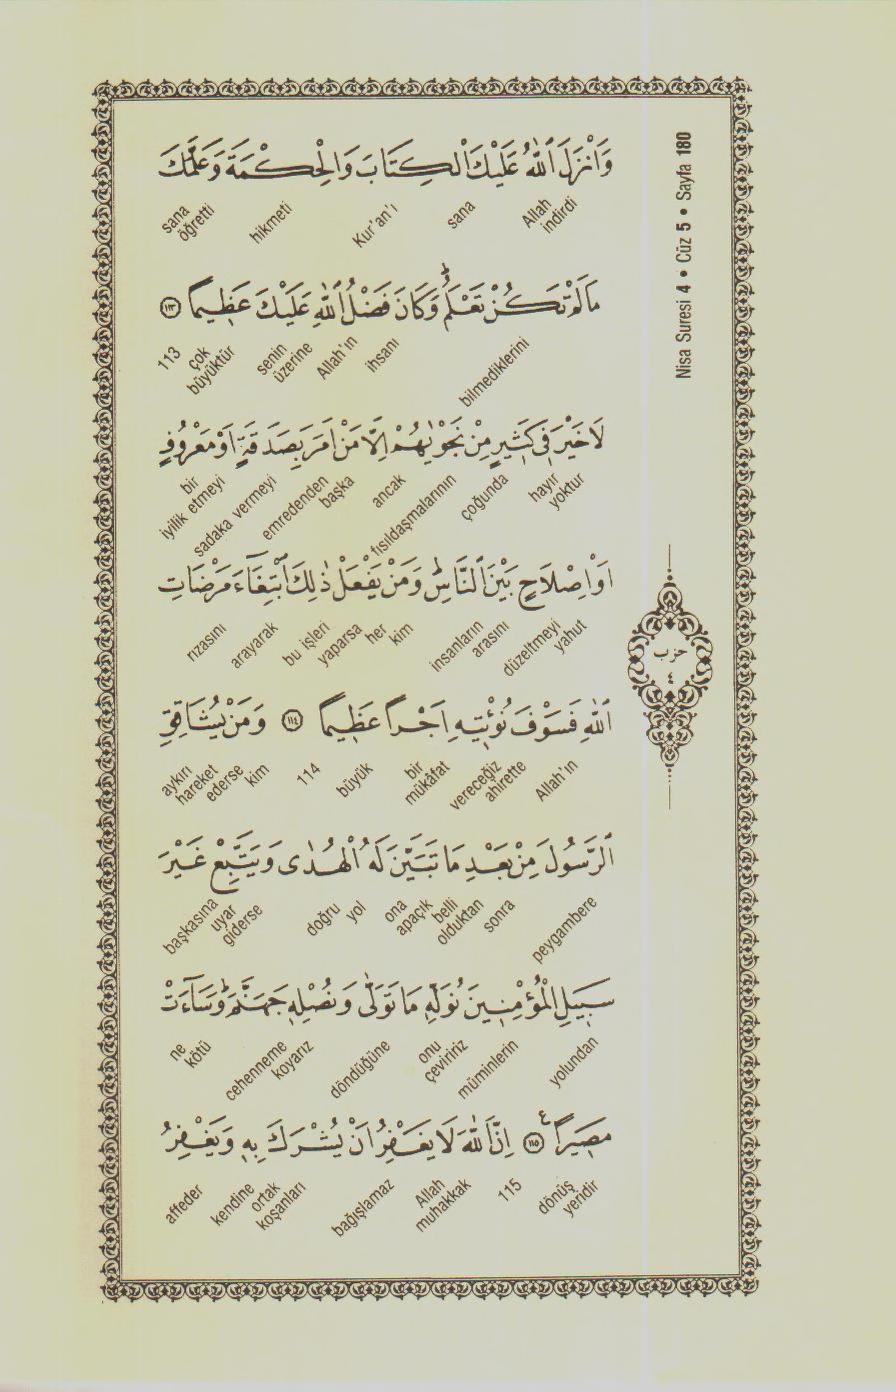 Nisa Suresi 4 • Cüz 5 • Sayfa 180
وَاَنْزَلَ اللّٰهُ عَلَيْكَ الْكِتَابَ وَالْحِكْمَةَ وَعَلَّمَكَ
Allah indirdi sana Kur'an'ı hikmeti sana öğretti
مَا لَمْ تَكُنْ تَعْلَمُۜ وَكَانَ فَضْلُ اللّٰهِ عَلَيْكَ عَظ۪يماً ﴿١١٣﴾
bilmediklerini ihsanı Allah'ın senin üzerine çok büyüktür 113
لَا خَيْرَ ف۪ي كَث۪يرٍ مِنْ نَجْوٰيهُمْ اِلَّا مَنْ اَمَرَ بِصَدَقَةٍ اَوْ مَعْرُوفٍ
hayır yoktur çoğunda fısıldaşmalarının ancak başka emredenden sadaka vermeyi bir iyilik etmeyi
اَوْ اِصْلَاحٍ بَيْنَ النَّاسِۜ وَمَنْ يَفْعَلْ ذٰلِكَ ابْتِغَٓاءَ مَرْضَاتِ
yahut düzeltmeyi arasını insanların kim her yaparsa bu işleri arayarak rızasını
حزب
٤
اللّٰهِ فَسَوْفَ نُؤْت۪يهِ اَجْراً عَظ۪يماً ﴿١١٤﴾ وَمَنْ يُشَاقِقِ
Allah'ın ahirette vereceğiz bir mükâfat büyük 114 kim ederse hareket aykırı
الرَّسُولَ مِنْ بَعْدِ مَا تَبَيَّنَ لَهُ الْهُدٰى وَيَتَّبِعْ غَيْرَ
peygambere sonra olduktan belli apaçık ona yol doğru giderse uyar başkasına
سَب۪يلِ الْمُؤْمِن۪ينَ نُوَلِّه۪ مَا تَوَلّٰى وَنُصْلِه۪ جَهَنَّمَۜ وَسَٓاءَتْ
yolundan müminlerin onu çeviririz döndüğüne cehenneme koyarız ne kötü
مَص۪يراً ع ﴿١١٥﴾ اِنَّ اللّٰهَ لَا يَغْفِرُ اَنْ يُشْرَكَ بِه۪ وَيَغْفِرُ
dönüş yeridir 115 Allah muhakkak bağışlamaz kendine ortak koşanları affeder